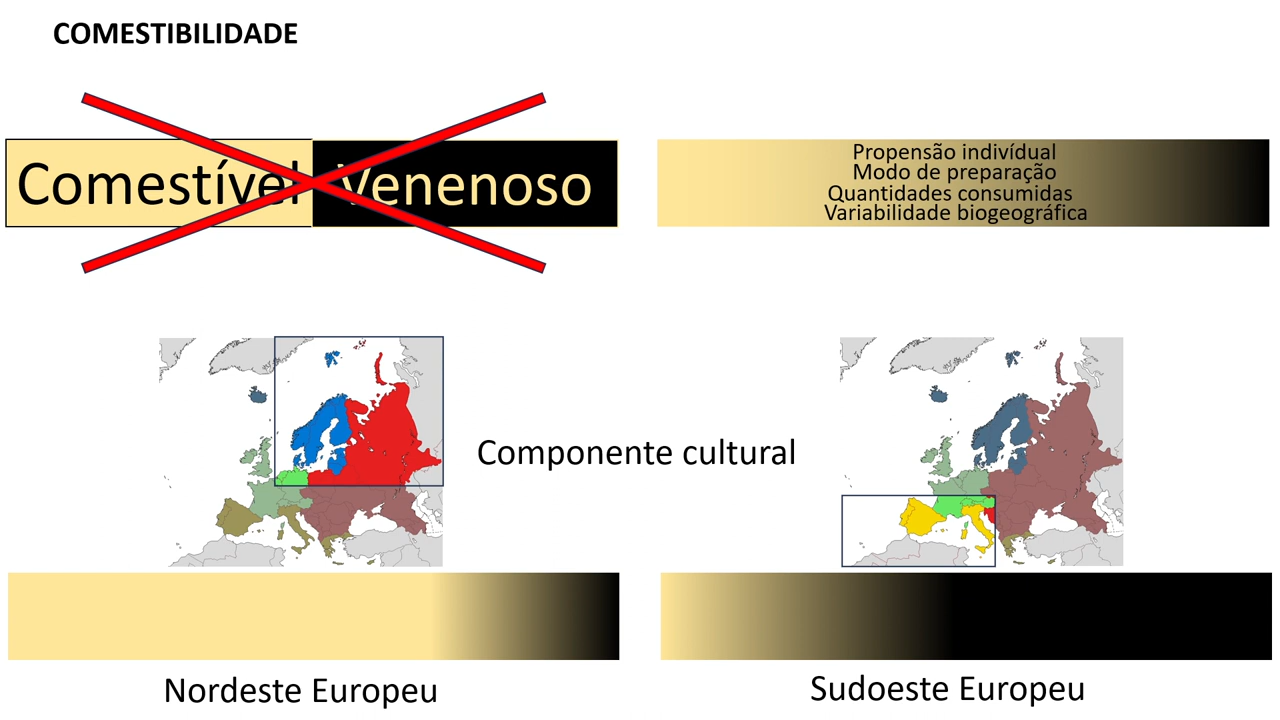 COMESTIBILIDADE
Comestível
Venenoso
Propensão indivídual
Modo de preparação
Quantidades consumidas
Variabilidade biogeográfica
Componente cultural
Nordeste Europeu
Sudoeste Europeu